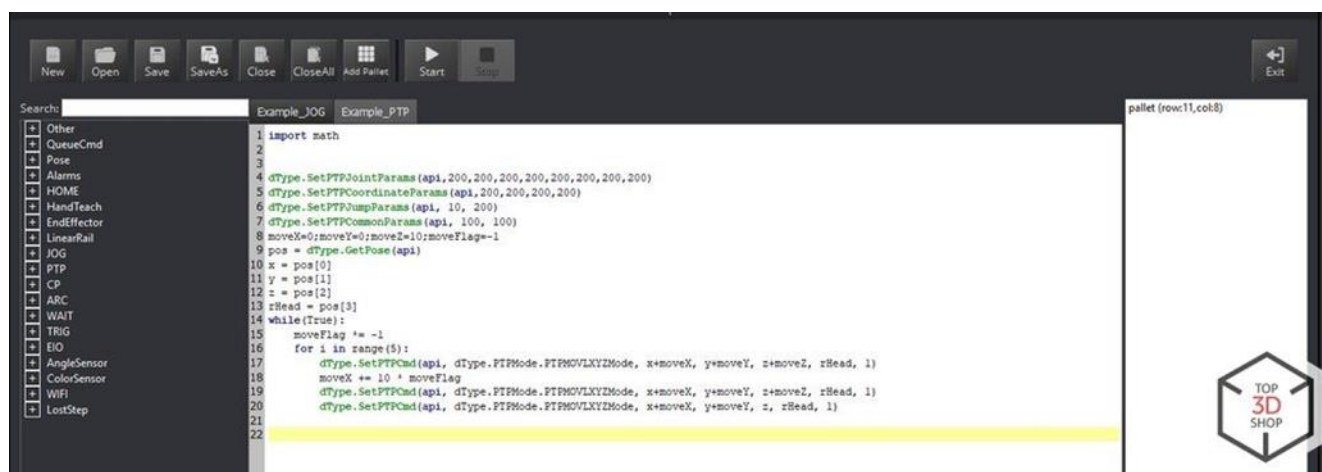 New Open Save SaveAs Close CloseAll Add Pallet Start Stop Exit
Search:
Other
QueueCmd
Pose
Alarms
HOME
HandTeach
EndEffector
LinearRail
JOG
PTP
CP
ARC
WAIT
TRIG
EIO
AngleSensor
ColorSensor
WIFI
LostStep
Example_JOG Example_PTP
1 import math
2
3
4 dType.SetPTPJointParams(api,200,200,200,200,200,200,200,200)
5 dType.SetPTPCoordinateParams(api,200,200,200,200)
6 dType.SetPTPJumpParams(api, 10, 200)
7 dType.SetPTPCommonParams(api, 100, 100)
8 moveX=0;moveY=0;moveZ=10;moveFlag=-1
9 pos = dType.GetPose(api)
10 x = pos[0]
11 y = pos[1]
12 z = pos[2]
13 rHead = pos[3]
14 while(True):
15     moveFlag *= -1
16     for i in range(5):
17         dType.SetPTPCmd(api, dType.PTPMode.PTPMOVLXYZMode, x+moveX, y+moveY, z+moveZ, rHead, 1)
18         moveX += 10 * moveFlag
19         dType.SetPTPCmd(api, dType.PTPMode.PTPMOVLXYZMode, x+moveX, y+moveY, z+moveZ, rHead, 1)
20         dType.SetPTPCmd(api, dType.PTPMode.PTPMOVLXYZMode, x+moveX, y+moveY, z, rHead, 1)
21
22
pallet (row:11,col:8)
TOP
3D
SHOP